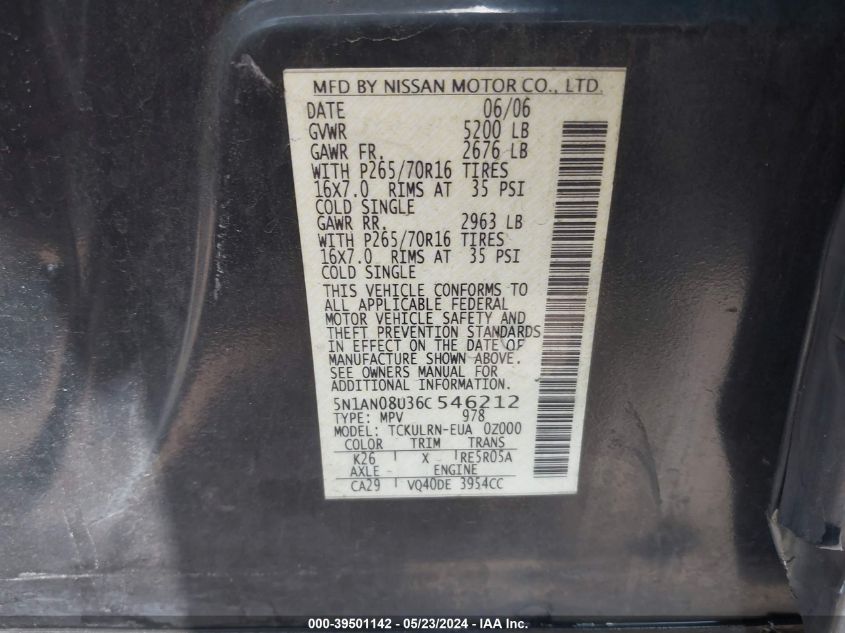 MFD BY NISSAN MOTOR CO., LTD.
DATE 06/06
GVWR 5200 LB
GAWR FR. 2676 LB
WITH P265/70R16 TIRES
16X7.0 RIMS AT 35 PSI
COLD SINGLE
GAWR RR. 2963 LB
WITH P265/70R16 TIRES
16X7.0 RIMS AT 35 PSI
COLD SINGLE
THIS VEHICLE CONFORMS TO
ALL APPLICABLE FEDERAL
MOTOR VEHICLE SAFETY AND
THEFT PREVENTION STANDARDS
IN EFFECT ON THE DATE OF
MANUFACTURE SHOWN ABOVE.
SEE OWNERS MANUAL FOR
ADDITIONAL INFORMATION.
5N1AN08U36C 546212
TYPE: MPV 978
MODEL: TCKULRN-EUA 0Z000
COLOR TRIM TRANS
K26 X RE5R05A
AXLE ENGINE
CA29 VQ40DE 3954CC
000-39501142 - 05/23/2024 - IAA Inc.